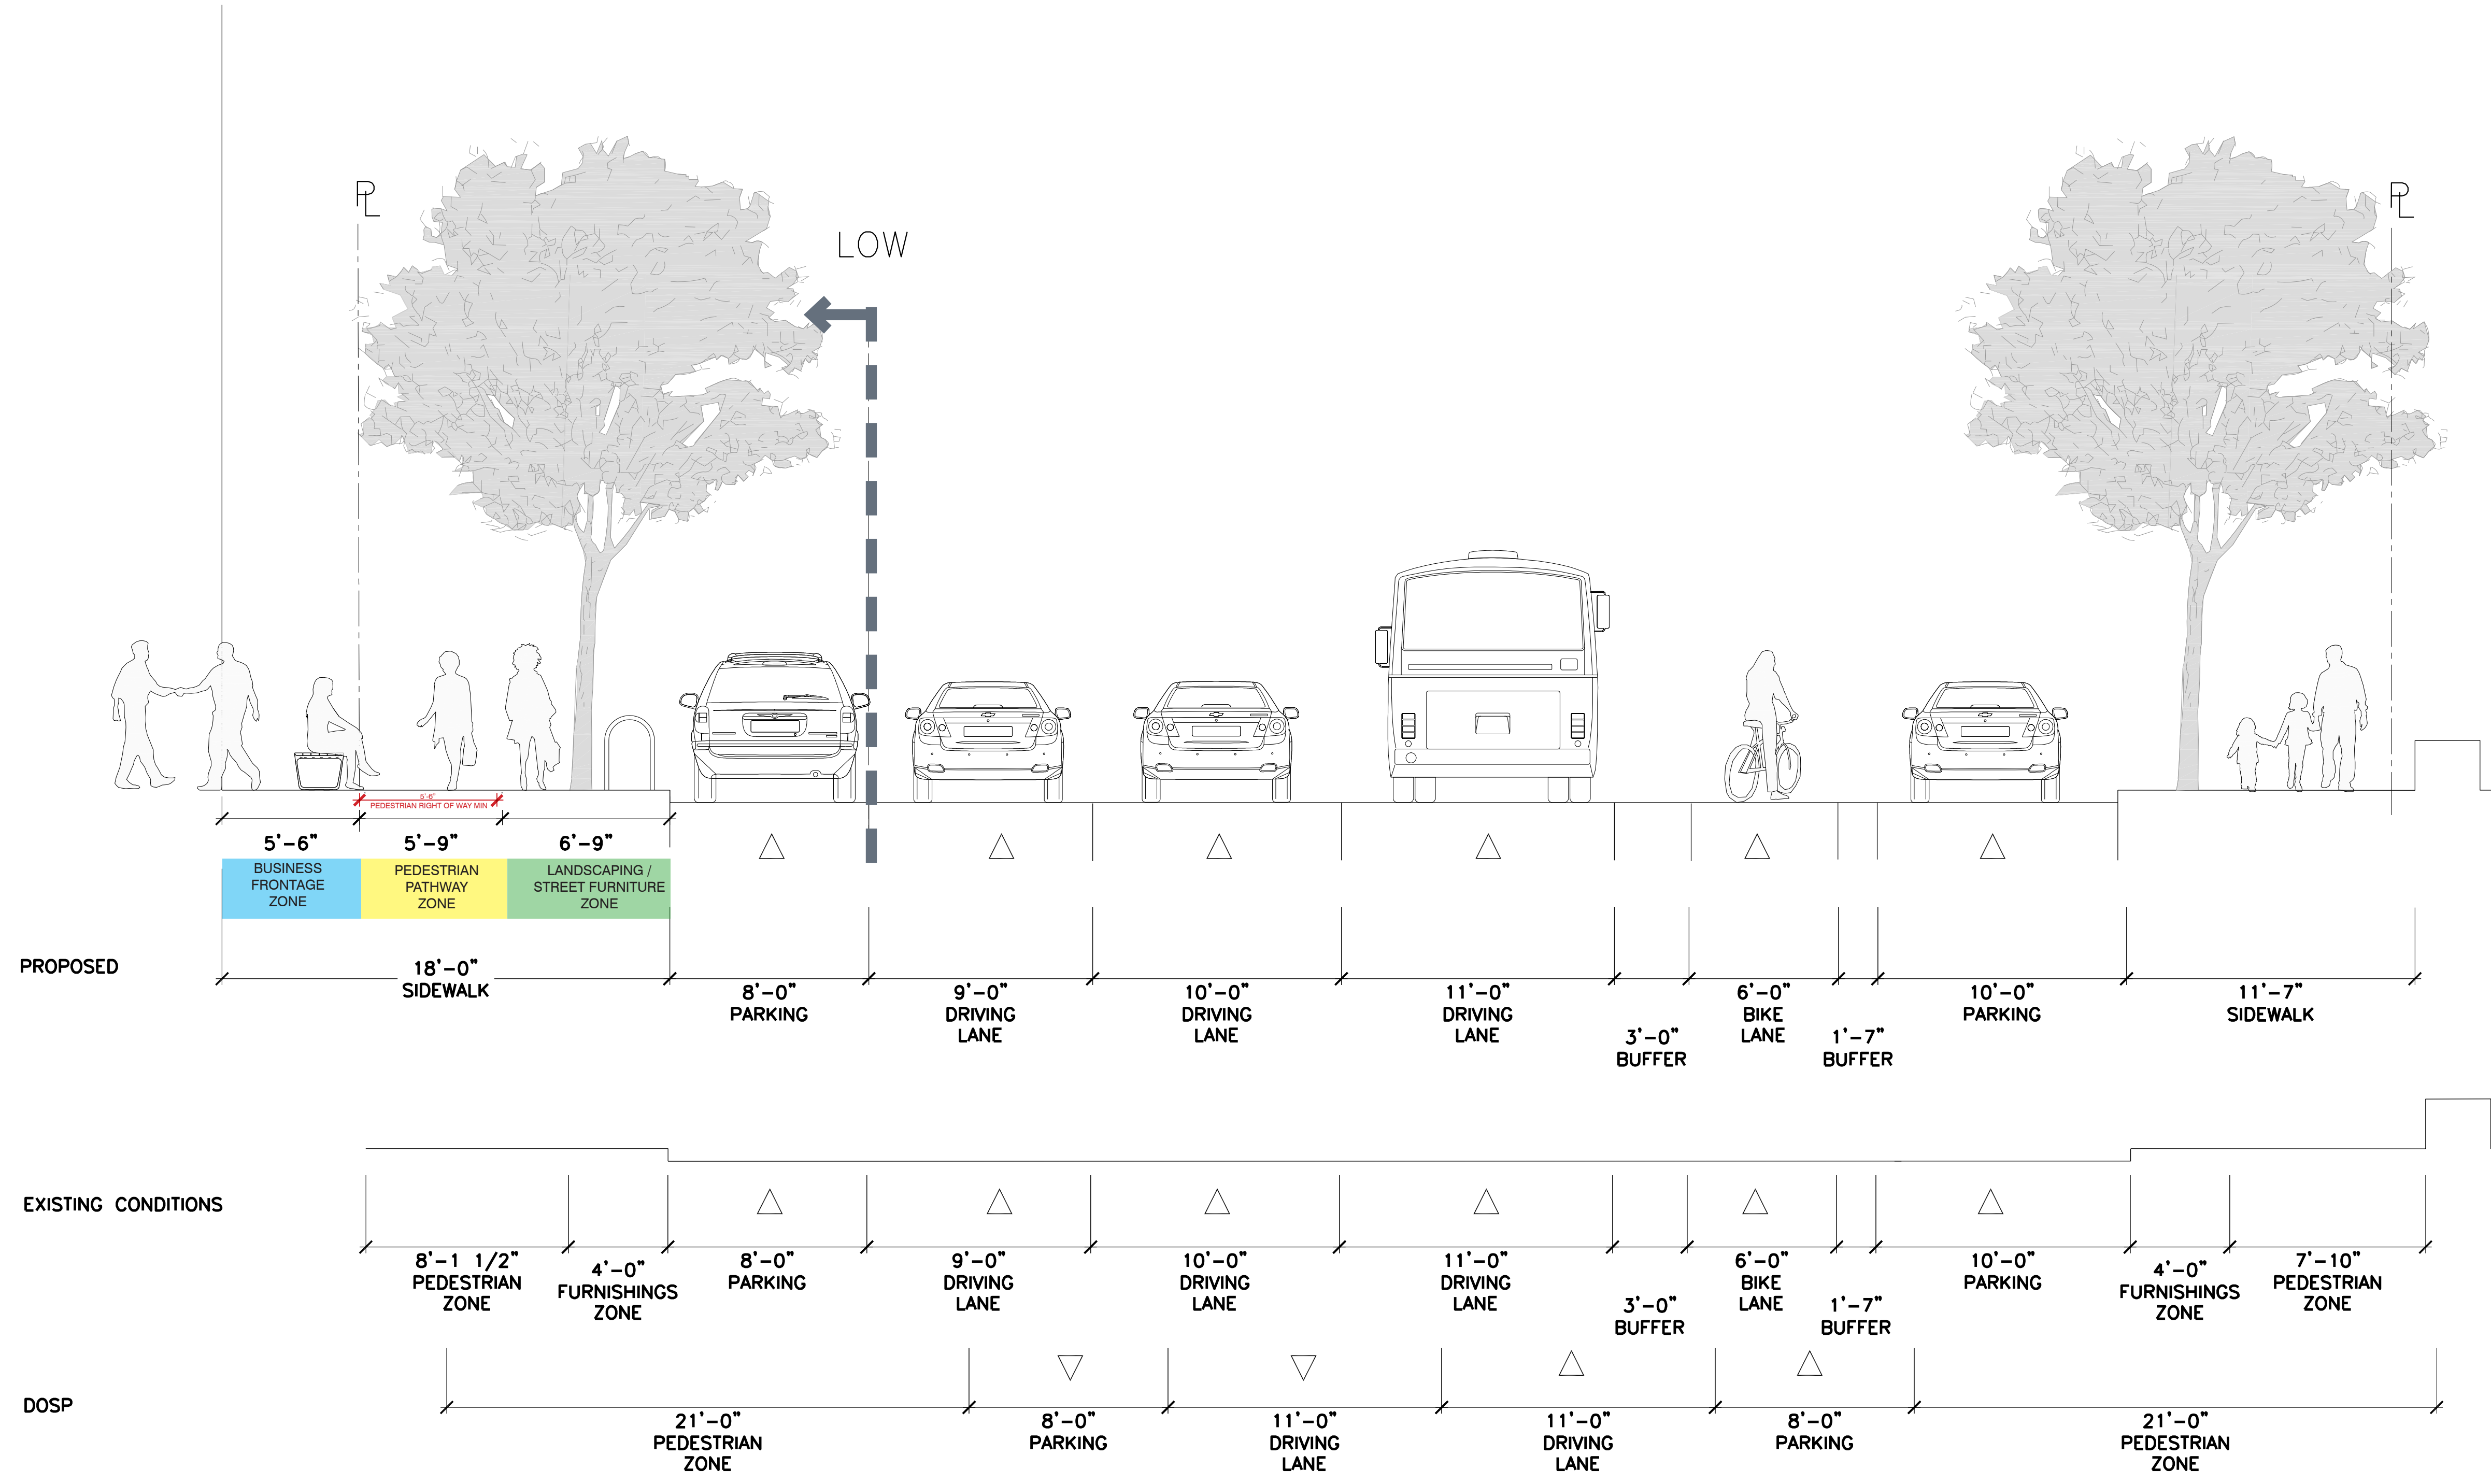 PL
PL
LOW
5'-6"
PEDESTRIAN RIGHT OF WAY MIN
5'-6"
5'-9"
6'-9"
BUSINESS
FRONTAGE
ZONE
PEDESTRIAN
PATHWAY
ZONE
LANDSCAPING /
STREET FURNITURE
ZONE
PROPOSED
18'-0"
SIDEWALK
8'-0"
PARKING
9'-0"
DRIVING
LANE
10'-0"
DRIVING
LANE
11'-0"
DRIVING
LANE
3'-0"
BUFFER
6'-0"
BIKE
LANE
1'-7"
BUFFER
10'-0"
PARKING
11'-7"
SIDEWALK
EXISTING CONDITIONS
8'-1 1/2"
PEDESTRIAN
ZONE
4'-0"
FURNISHINGS
ZONE
8'-0"
PARKING
9'-0"
DRIVING
LANE
10'-0"
DRIVING
LANE
11'-0"
DRIVING
LANE
3'-0"
BUFFER
6'-0"
BIKE
LANE
1'-7"
BUFFER
10'-0"
PARKING
4'-0"
FURNISHINGS
ZONE
7'-10"
PEDESTRIAN
ZONE
DOSP
21'-0"
PEDESTRIAN
ZONE
8'-0"
PARKING
11'-0"
DRIVING
LANE
11'-0"
DRIVING
LANE
8'-0"
PARKING
21'-0"
PEDESTRIAN
ZONE